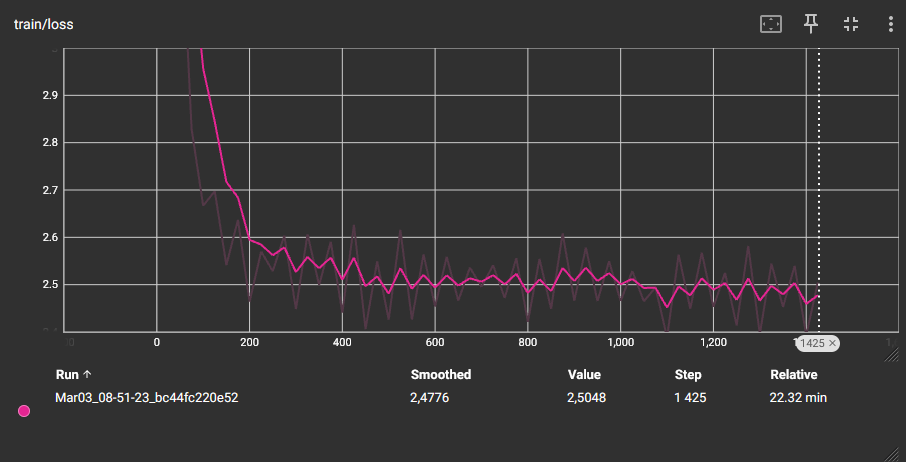 train/loss
2.9
2.8
2.7
2.6
2.5
0 200 400 600 800 1,000 1,200
1425 ×
Run ↑ Smoothed Value Step Relative
Mar03_08-51-23_bc44fc220e52 2,4776 2,5048 1 425 22.32 min